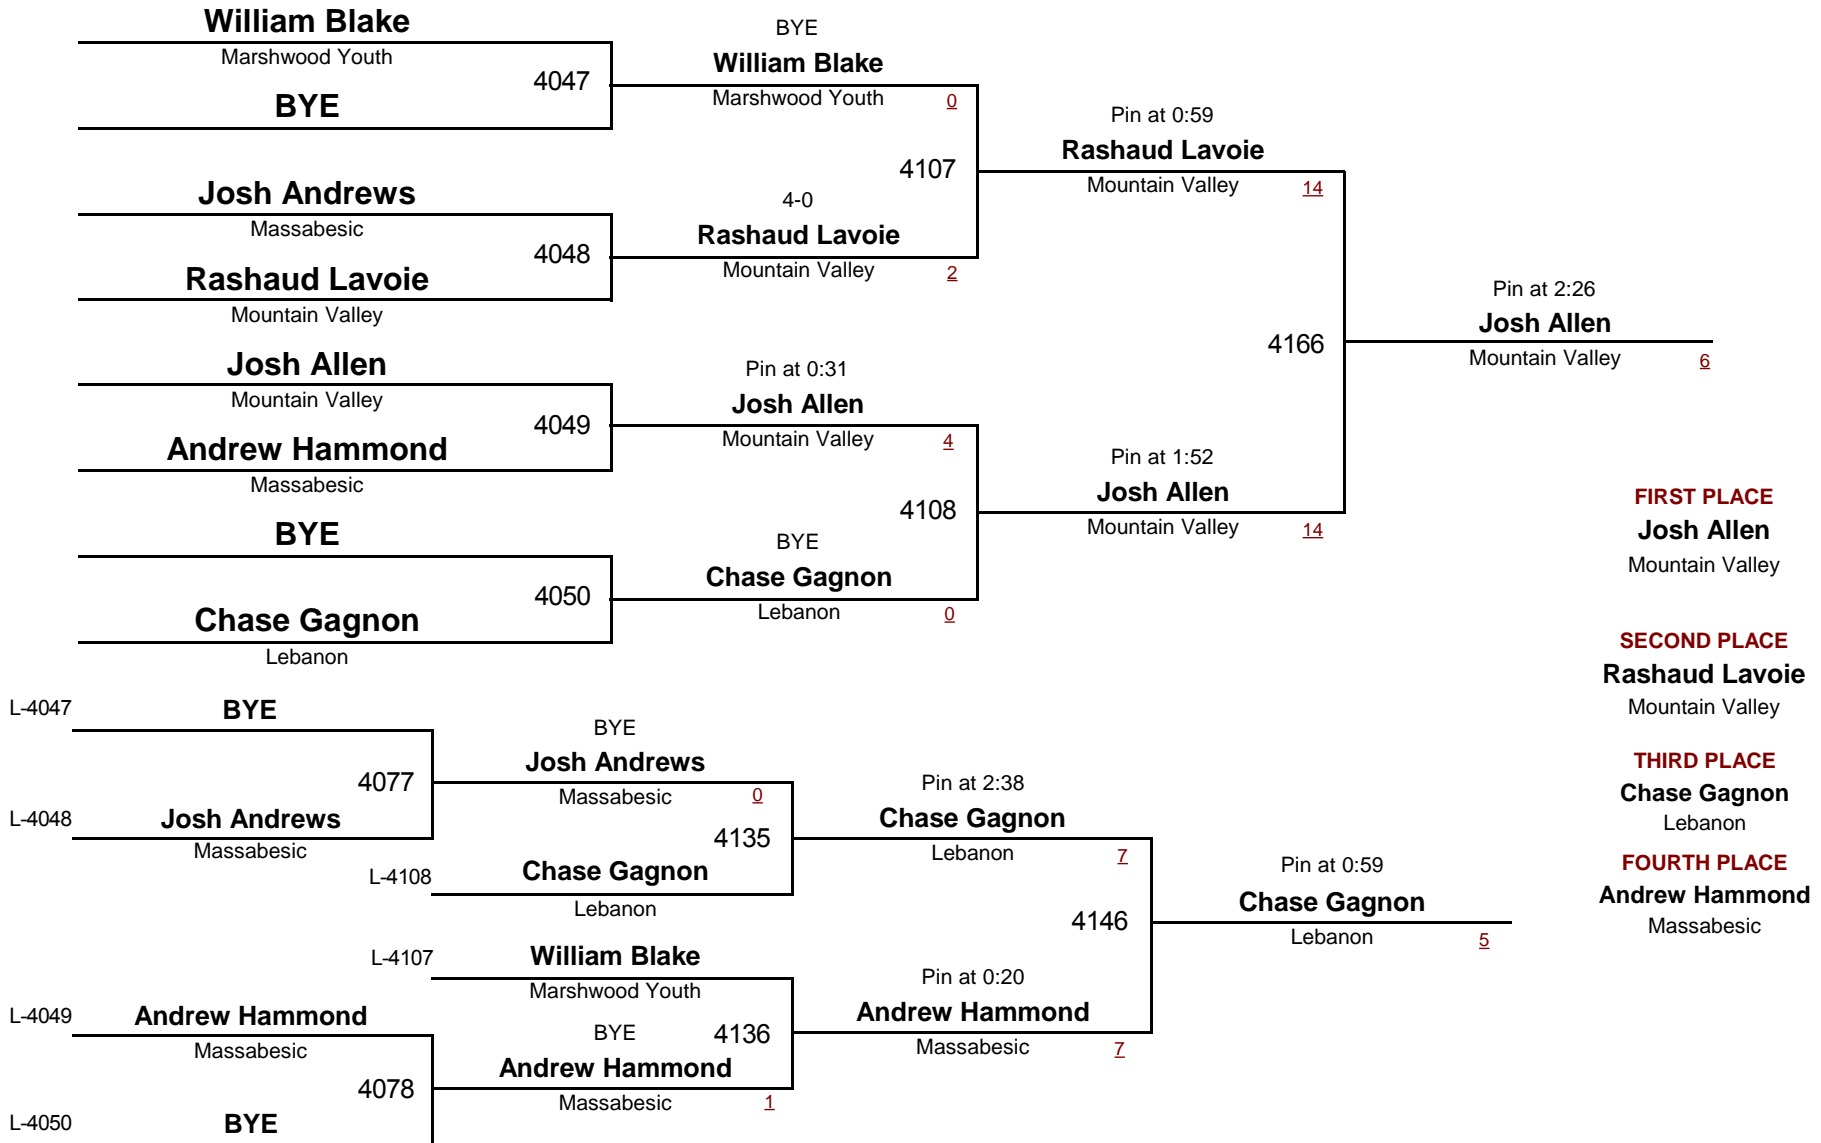 William Blake
Marshwood Youth
4047
BYE
Josh Andrews
Massabesic
4048
Rashaud Lavoie
Mountain Valley
Josh Allen
Mountain Valley
4049
Andrew Hammond
Massabesic
BYE
4050
Chase Gagnon
Lebanon
BYE
William Blake
Marshwood Youth 0
4107
4-0
Rashaud Lavoie
Mountain Valley 2
Pin at 0:31
Josh Allen
Mountain Valley 4
4108
BYE
Chase Gagnon
Lebanon 0
Pin at 0:59
Rashaud Lavoie
Mountain Valley 14
4166
Pin at 1:52
Josh Allen
Mountain Valley 14
Pin at 2:26
Josh Allen
Mountain Valley 6
FIRST PLACE
Josh Allen
Mountain Valley
SECOND PLACE
Rashaud Lavoie
Mountain Valley
THIRD PLACE
Chase Gagnon
Lebanon
FOURTH PLACE
Andrew Hammond
Massabesic
L-4047 BYE
4077
L-4048 Josh Andrews
Massabesic
BYE
Josh Andrews
Massabesic 0
4135
L-4108 Chase Gagnon
Lebanon
L-4107 William Blake
Marshwood Youth
L-4049 Andrew Hammond
Massabesic
4078
L-4050 BYE
BYE 4136
Andrew Hammond
Massabesic 1
Pin at 2:38
Chase Gagnon
Lebanon 7
4146
Pin at 0:20
Andrew Hammond
Massabesic 7
Pin at 0:59
Chase Gagnon
Lebanon 5